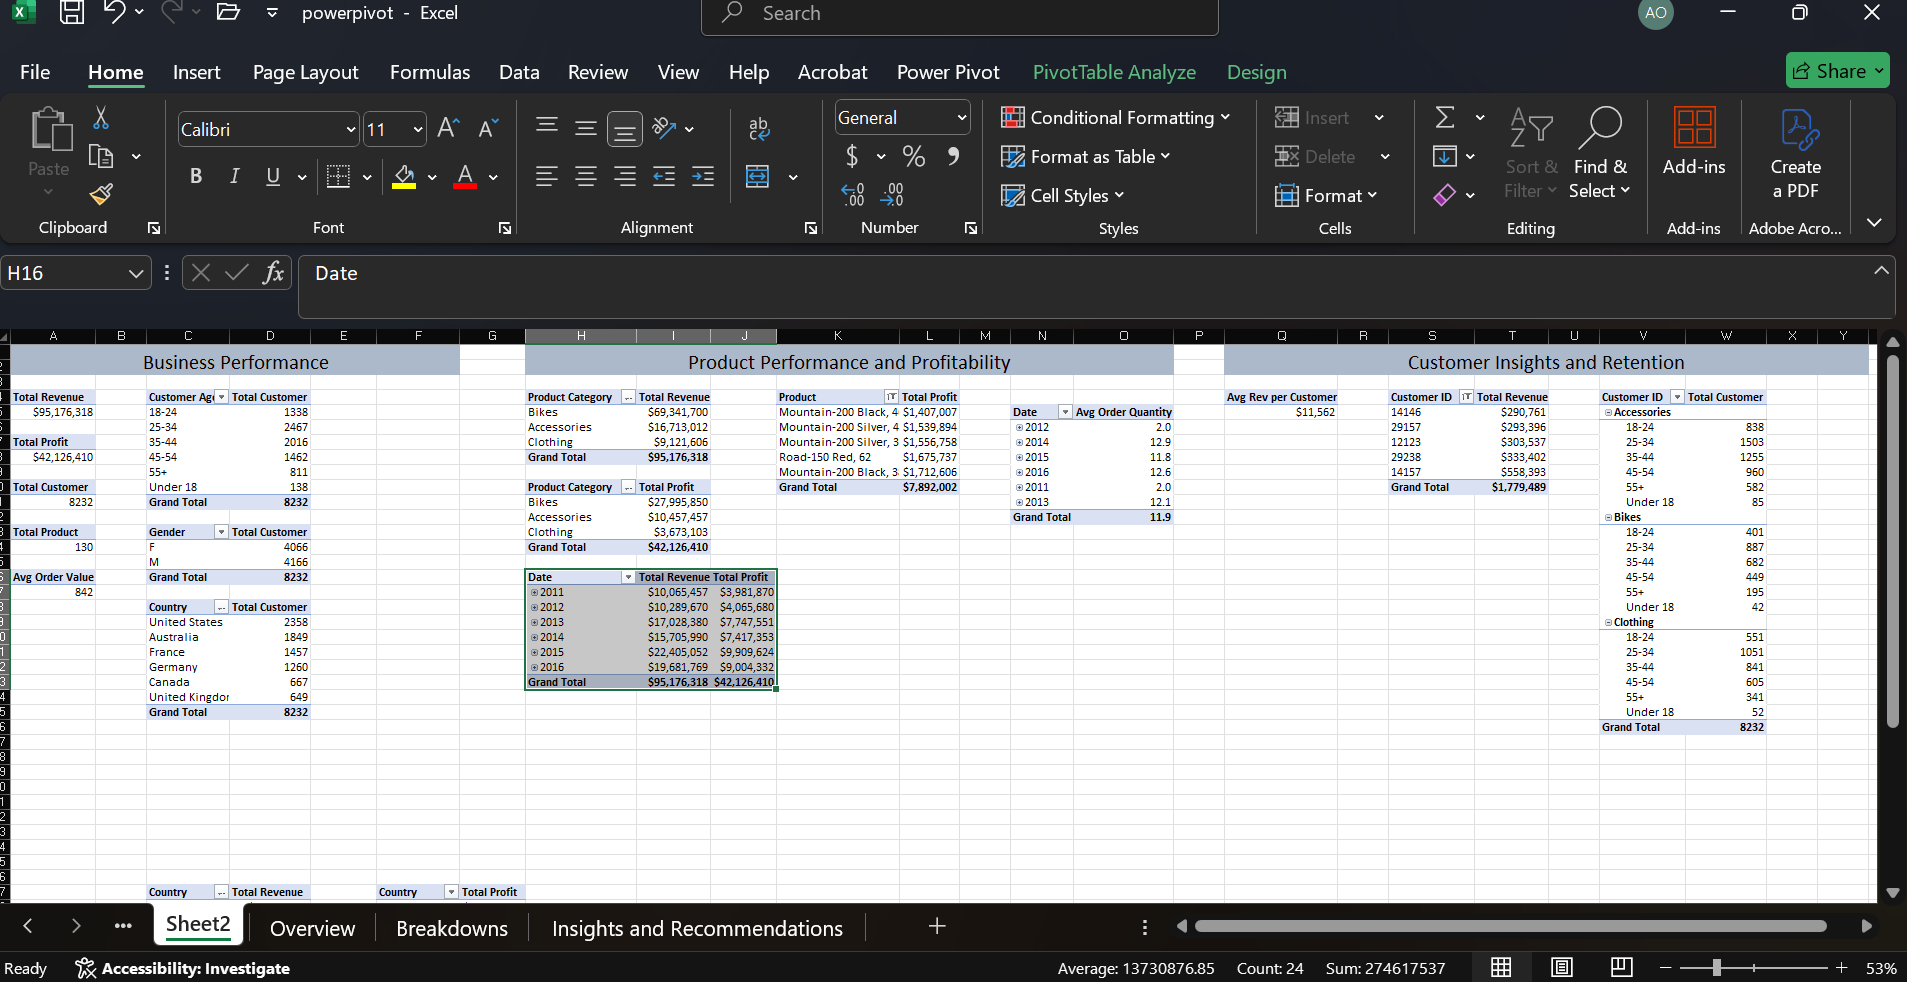 powerpivot - Excel
Search
AO
File Home Insert Page Layout Formulas Data Review View Help Acrobat Power Pivot PivotTable Analyze Design Share
Paste
Clipboard
Calibri 11
B I U
Font
ab
Alignment
General
$ % 9
Number
Conditional Formatting
Format as Table
Cell Styles
Styles
Insert
Delete
Format
Cells
Sort & Filter
Find & Select
Editing
Add-ins
Add-ins
Create a PDF
Adobe Acro...
H16
fx
Date
A B C D E F G H I J K L M N O P Q R S T U V W X Y
Business Performance
Total Revenue
$95,176,318
Total Profit
$42,126,410
Total Customer
8232
Total Product
130
Avg Order Value
842
Customer Age Total Customer
18-24 1338
25-34 2467
35-44 2016
45-54 1462
55+ 811
Under 18 138
Grand Total 8232
Gender Total Customer
F 4066
M 4166
Grand Total 8232
Country Total Customer
United States 2358
Australia 1849
France 1457
Germany 1260
Canada 667
United Kingdor 649
Grand Total 8232
Country Total Revenue
Country Total Profit
Product Performance and Profitability
Product Category Total Revenue
Bikes $69,341,700
Accessories $16,713,012
Clothing $9,121,606
Grand Total $95,176,318
Product Category Total Profit
Bikes $27,995,850
Accessories $10,457,457
Clothing $3,673,103
Grand Total $42,126,410
Date Total Revenue Total Profit
2011 $10,065,457 $3,981,870
2012 $10,289,670 $4,065,680
2013 $17,028,380 $7,747,551
2014 $15,705,990 $7,417,353
2015 $22,405,052 $9,909,624
2016 $19,681,769 $9,004,332
Grand Total $95,176,318 $42,126,410
Product Total Profit
Mountain-200 Black, 4 $1,407,007
Mountain-200 Silver, 4 $1,539,894
Mountain-200 Silver, 3 $1,556,758
Road-150 Red, 62 $1,675,737
Mountain-200 Black, 3 $1,712,606
Grand Total $7,892,002
Date Avg Order Quantity
2012 2.0
2014 12.9
2015 11.8
2016 12.6
2011 2.0
2013 12.1
Grand Total 11.9
Customer Insights and Retention
Avg Rev per Customer
$11,562
Customer ID Total Revenue
14146 $290,761
29157 $293,396
12123 $303,537
29238 $333,402
14157 $558,393
Grand Total $1,779,489
Customer ID Total Customer
Accessories
18-24 838
25-34 1503
35-44 1255
45-54 960
55+ 582
Under 18 85
Bikes
18-24 401
25-34 887
35-44 682
45-54 449
55+ 195
Under 18 42
Clothing
18-24 551
25-34 1051
35-44 841
45-54 605
55+ 341
Under 18 52
Grand Total 8232
Sheet2 Overview Breakdowns Insights and Recommendations
Ready
Accessibility: Investigate
Average: 13730876.85 Count: 24 Sum: 274617537
53%